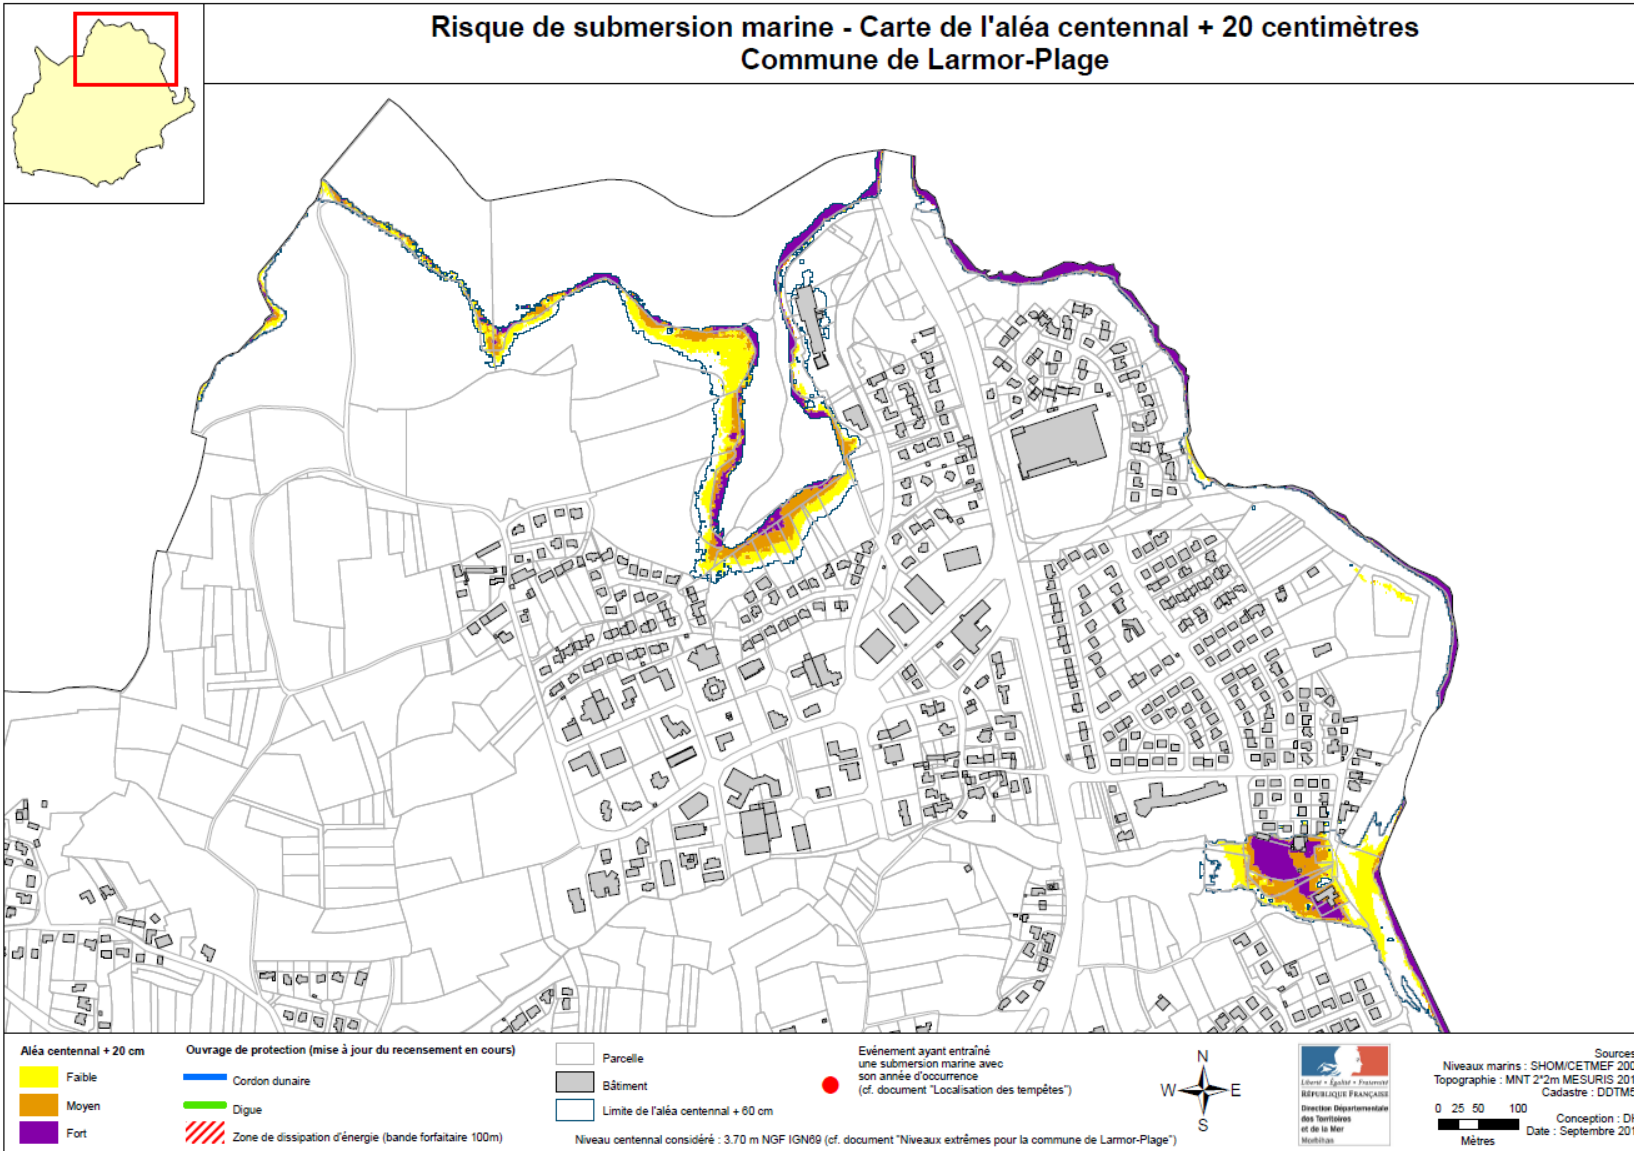 Risque de submersion marine - Carte de l'aléa centennal + 20 centimètres
Commune de Larmor-Plage
Aléa centennal + 20 cm
Faible
Moyen
Fort
Ouvrage de protection (mise à jour du recensement en cours)
Cordon dunaire
Digue
Zone de dissipation d'énergie (bande forfaitaire 100m)
Parcelle
Bâtiment
Limite de l'aléa centennal + 60 cm
Evénement ayant entraîné
une submersion marine avec
son année d'occurrence
(cf. document "Localisation des tempêtes")
Niveau centennal considéré : 3.70 m NGF IGN69 (cf. document "Niveaux extrêmes pour la commune de Larmor-Plage")
N
W E
S
Liberté • Égalité • Fraternité
RÉPUBLIQUE FRANÇAISE
Direction Départementale
des Territoires
et de la Mer
Morbihan
Sources
Niveaux marins : SHOM/CETMEF
Topographie : MNT 2*2m MESURIS
Cadastre :
0 25 50 100
Mètres
Conception :
Date : Septembre